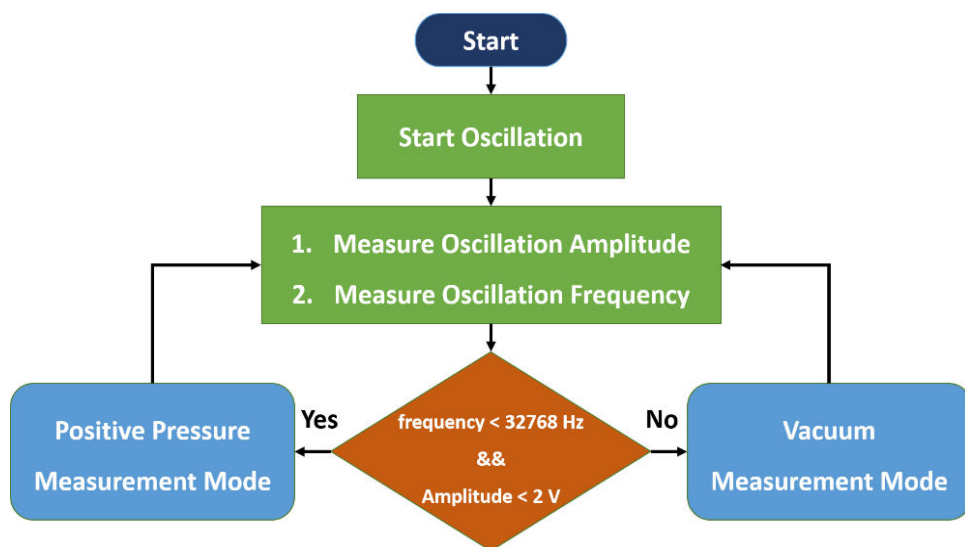 Start
Start Oscillation
1. Measure Oscillation Amplitude
2. Measure Oscillation Frequency
Positive Pressure
Measurement Mode
Yes
frequency < 32768 Hz
&&
Amplitude < 2 V
No
Vacuum
Measurement Mode